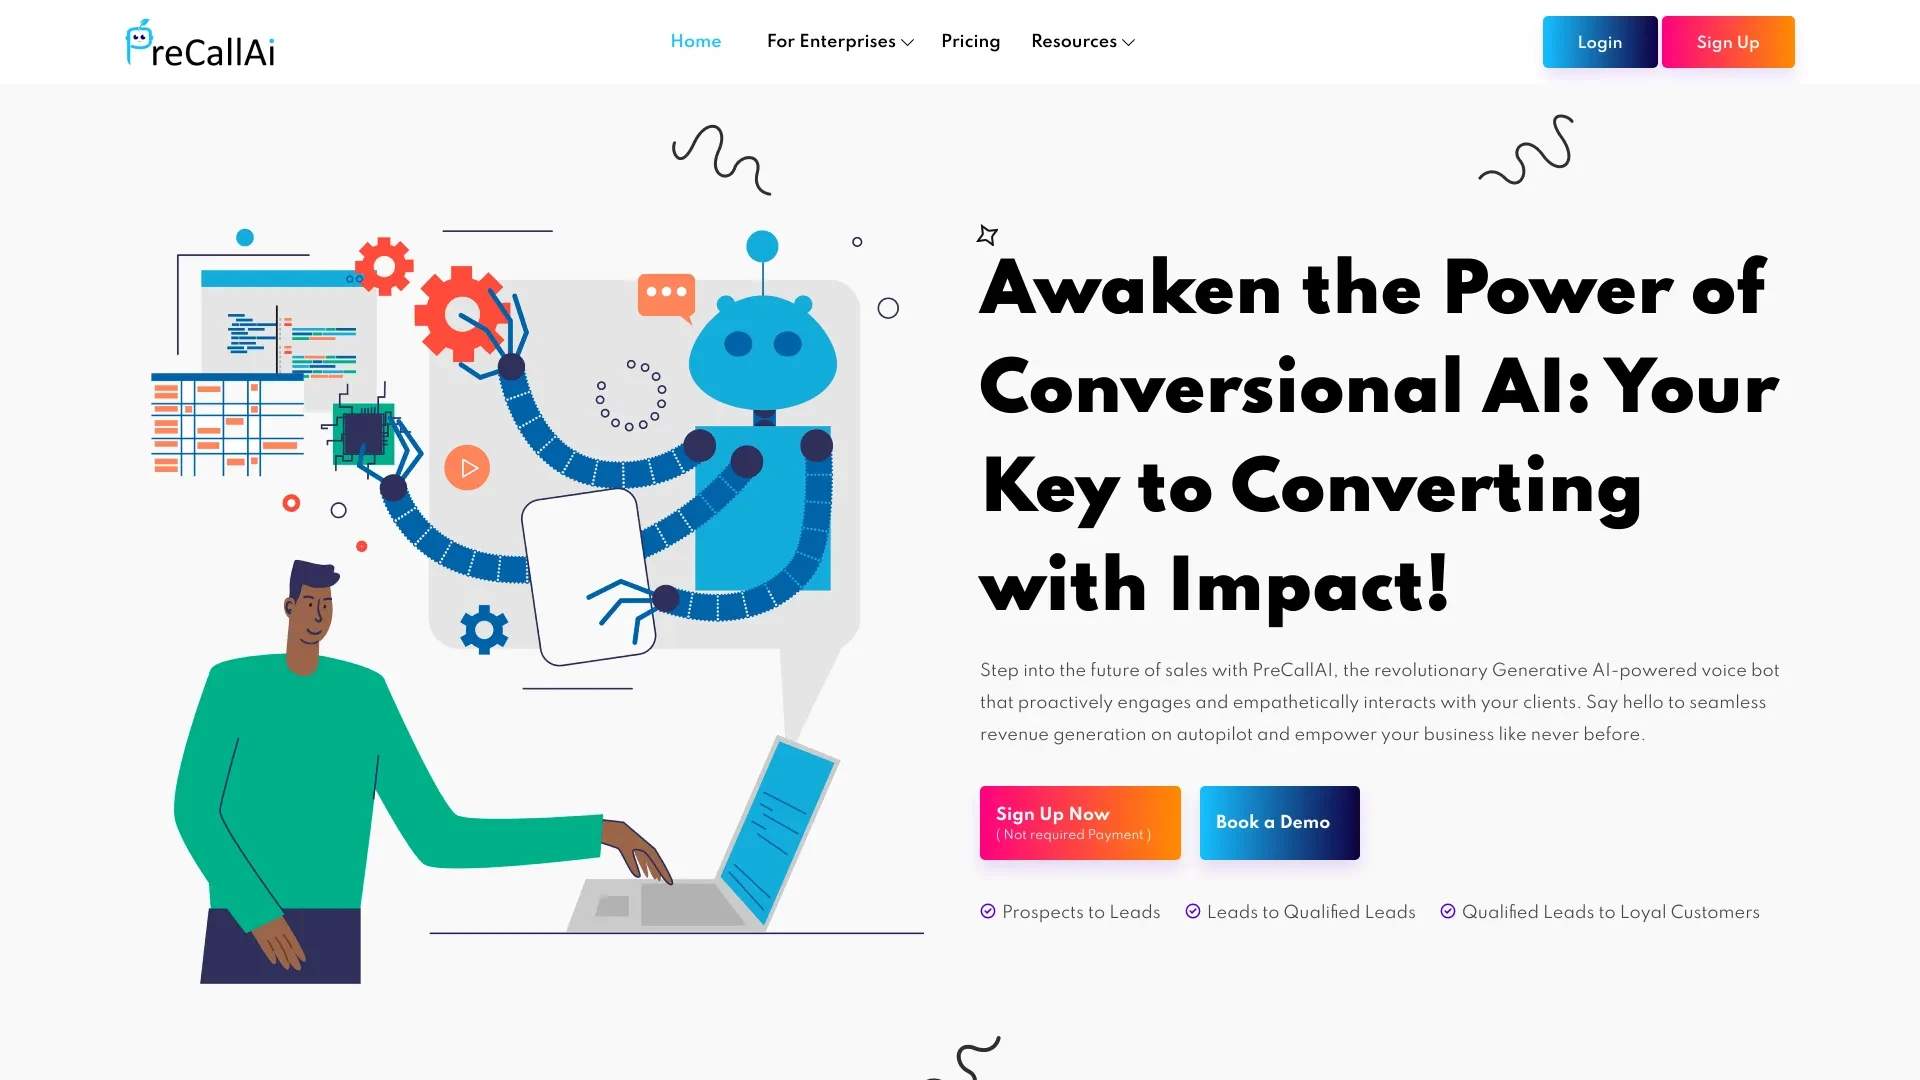 PreCallAi
Home
For Enterprises
Pricing
Resources
Login
Sign Up
Awaken the Power of
Conversional AI: Your
Key to Converting
with Impact!
Step into the future of sales with PreCallAI, the revolutionary Generative AI-powered voice bot
that proactively engages and empathetically interacts with your clients. Say hello to seamless
revenue generation on autopilot and empower your business like never before.
Sign Up Now
( Not required Payment )
Book a Demo
Prospects to Leads
Leads to Qualified Leads
Qualified Leads to Loyal Customers